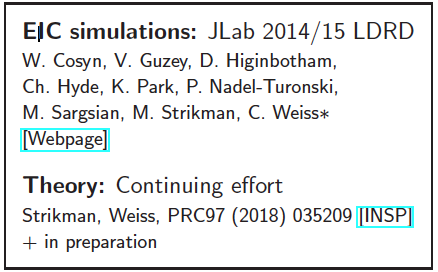 EIC simulations: JLab 2014/15 LDRD
W. Cosyn, V. Guzey, D. Higinbotham,
Ch. Hyde, K. Park, P. Nadel-Turonski,
M. Sargsian, M. Strikman, C. Weiss*
[Webpage]
Theory: Continuing effort
Strikman, Weiss, PRC97 (2018) 035209 [INSP]
+ in preparation